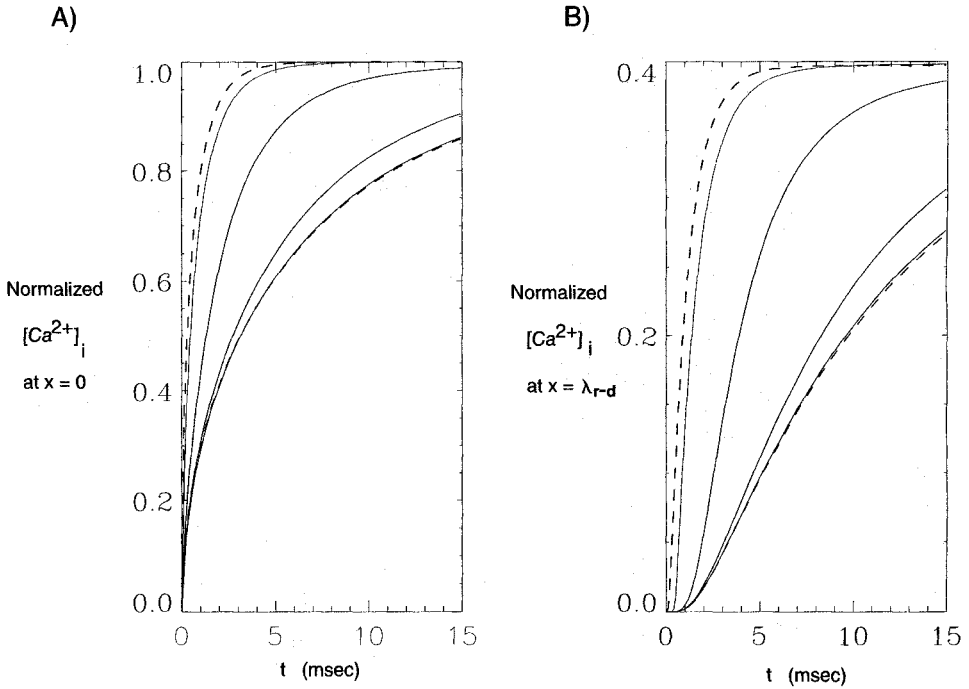 A)
B)
1.0
0.8
0.6
0.4
0.2
0.0
Normalized
[Ca2+]i
at x = 0
0
5
10
15
t (msec)
0.4
0.2
0.0
Normalized
[Ca2+]i
at x = λr-d
0
5
10
15
t (msec)